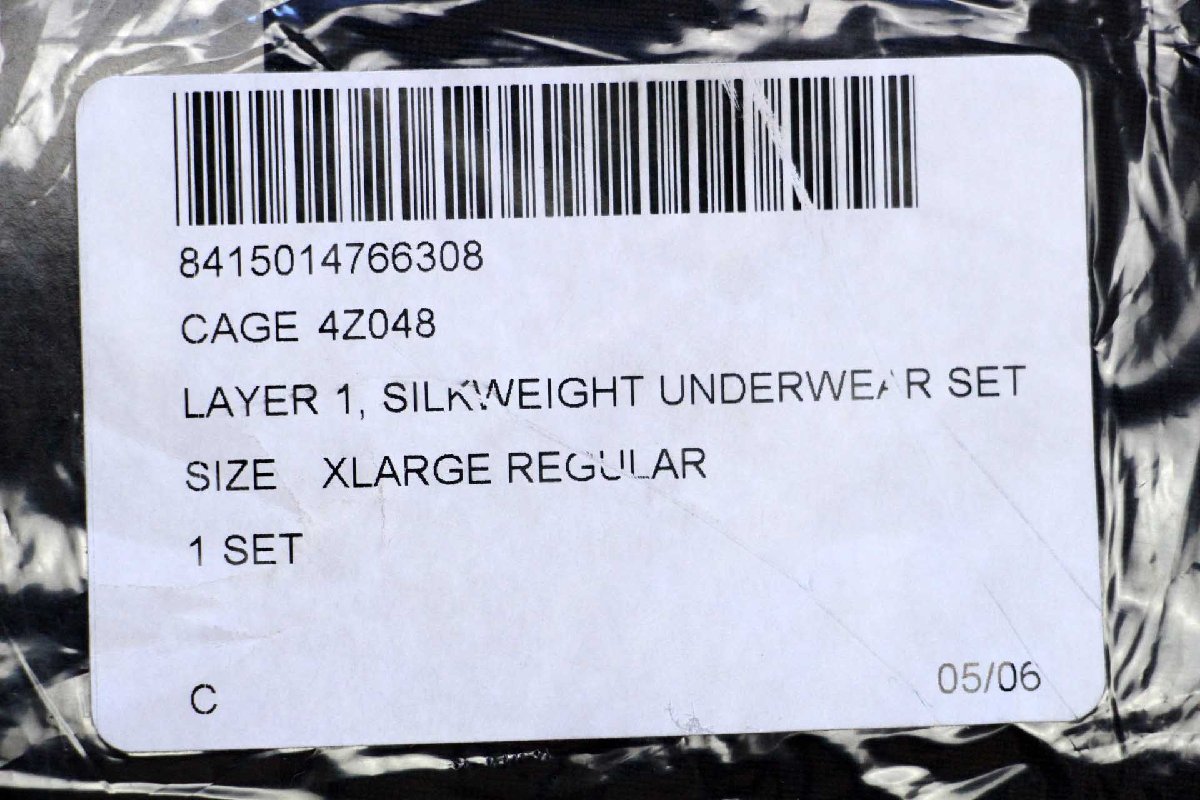 8415014766308
CAGE 4Z048
LAYER 1, SILKWEIGHT UNDERWEAR SET
SIZE XLARGE REGULAR
1 SET
C
05/06